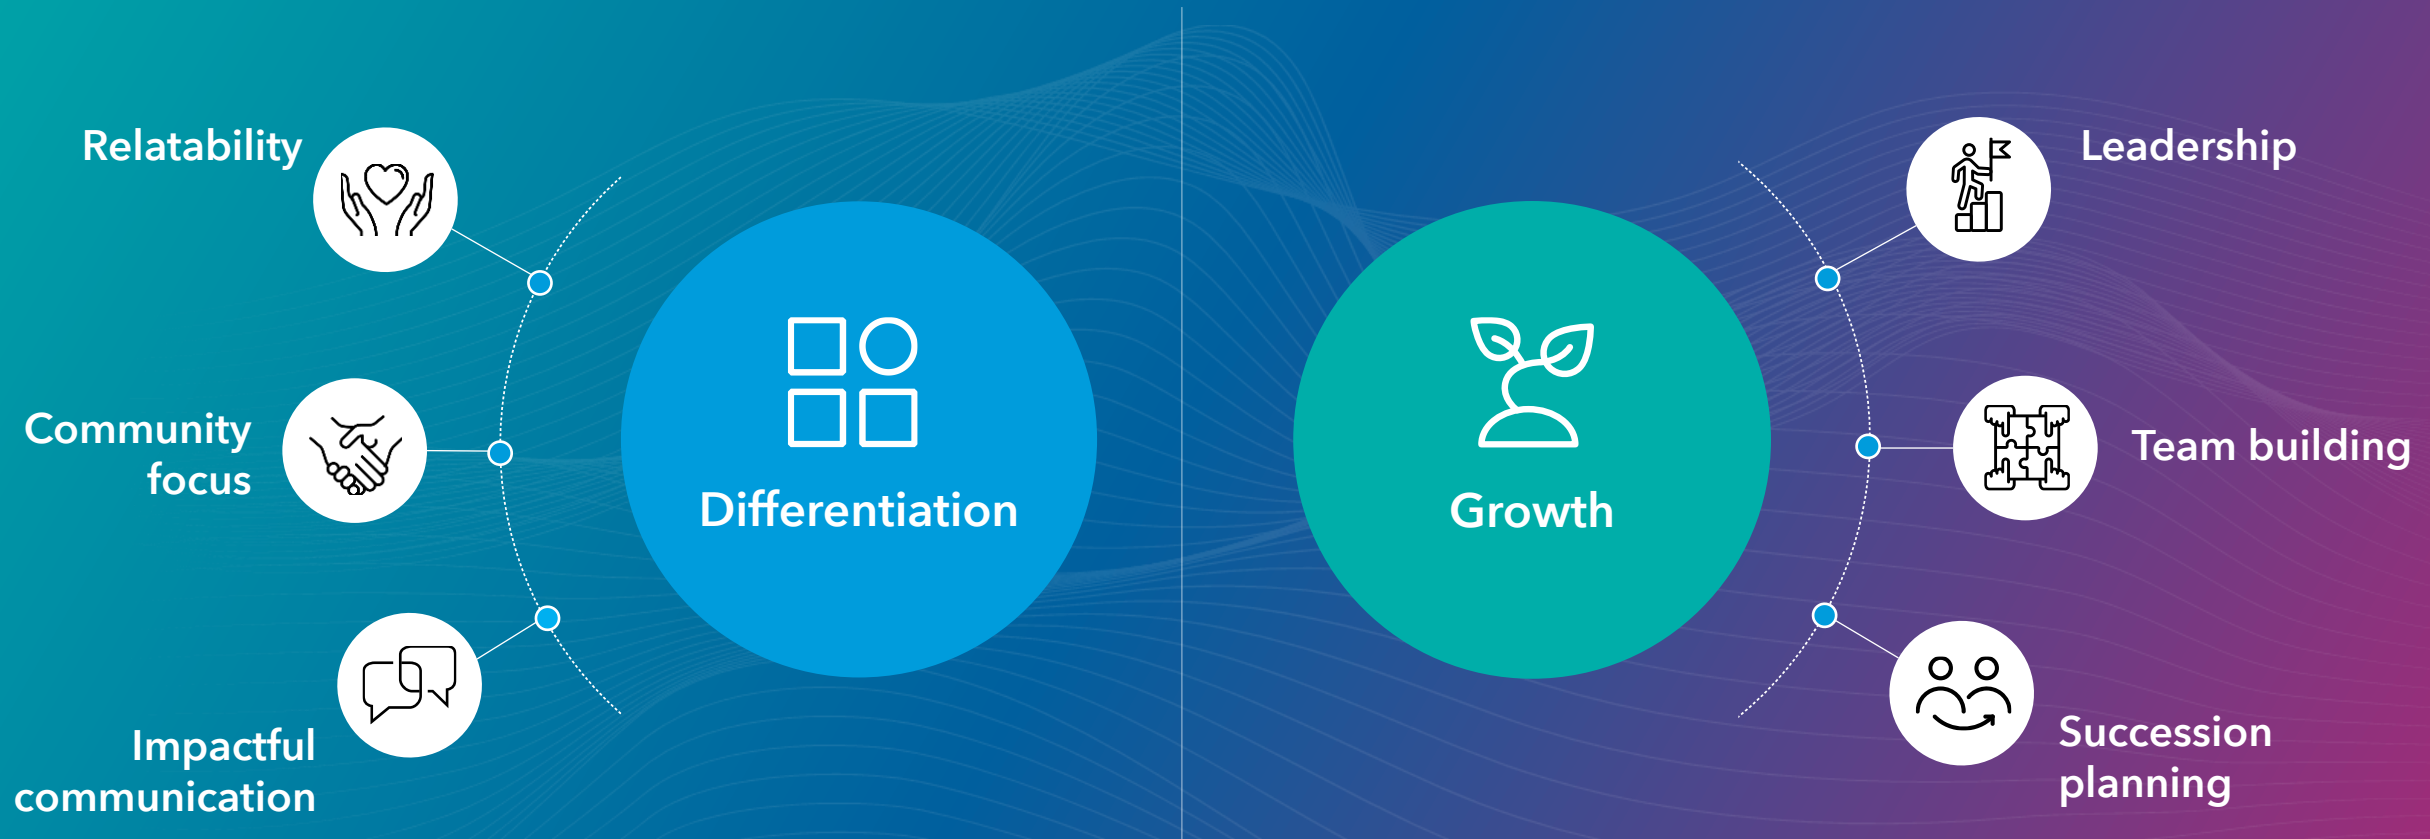 Relatability
Community
focus
Impactful
communication
Differentiation
Growth
Leadership
Team building
Succession
planning